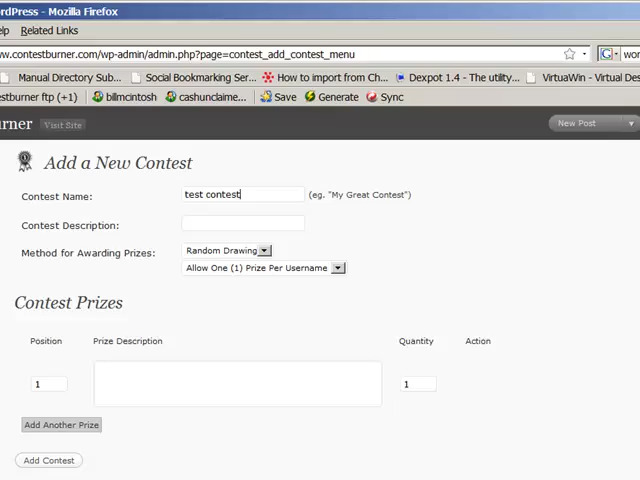 rdPress - Mozilla Firefox
elp Related Links
ww.contestburner.com/wp-admin/admin.php?page=contest_add_contest_menu
G wor
Manual Directory Sub... Social Bookmarking Ser... How to import from Ch... Dexpot 1.4 - The utility... VirtuaWin - Virtual Des
estburner ftp (+1) billmcintosh cashunclaime... Save Generate Sync
urner Visit Site New Post
Add a New Contest
Contest Name: test contest (eg. "My Great Contest")
Contest Description:
Method for Awarding Prizes: Random Drawing
Allow One (1) Prize Per Username
Contest Prizes
Position Prize Description Quantity Action
1 1
Add Another Prize
Add Contest